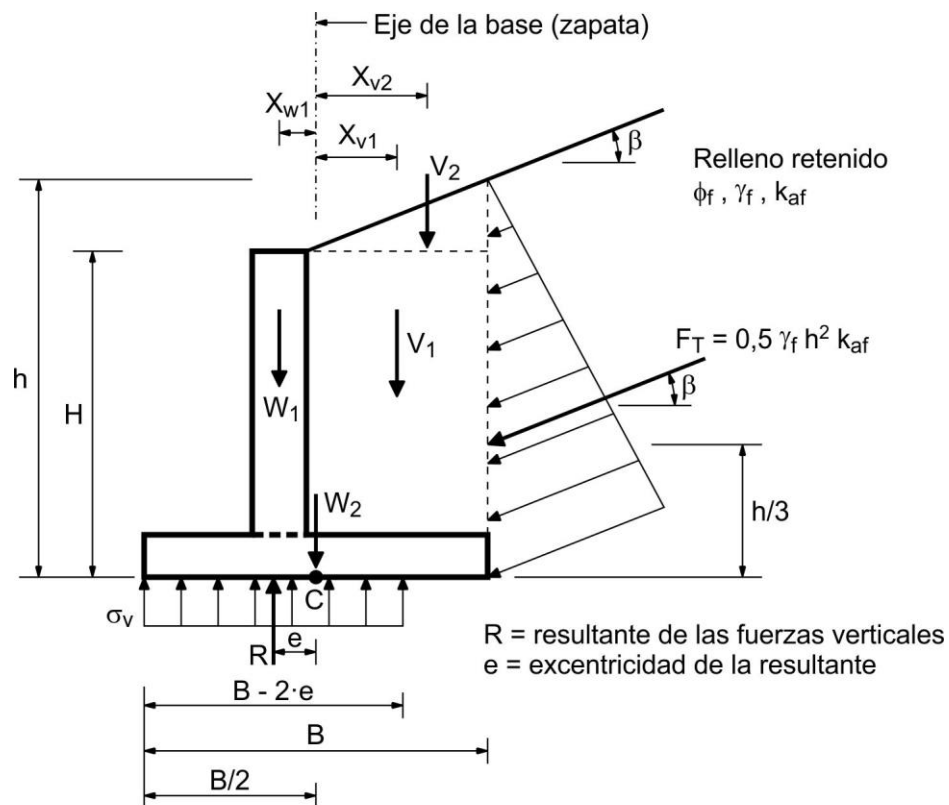 Eje de la base (zapata)
X_v2
X_w1
X_v1
β
V_2
Relleno retenido
ϕ_f , γ_f , k_af
F_T = 0,5 γ_f h² k_af
β
V_1
W_1
h
H
W_2
h/3
C
σ_v
e
R
R = resultante de las fuerzas verticales
e = excentricidad de la resultante
B - 2·e
B
B/2